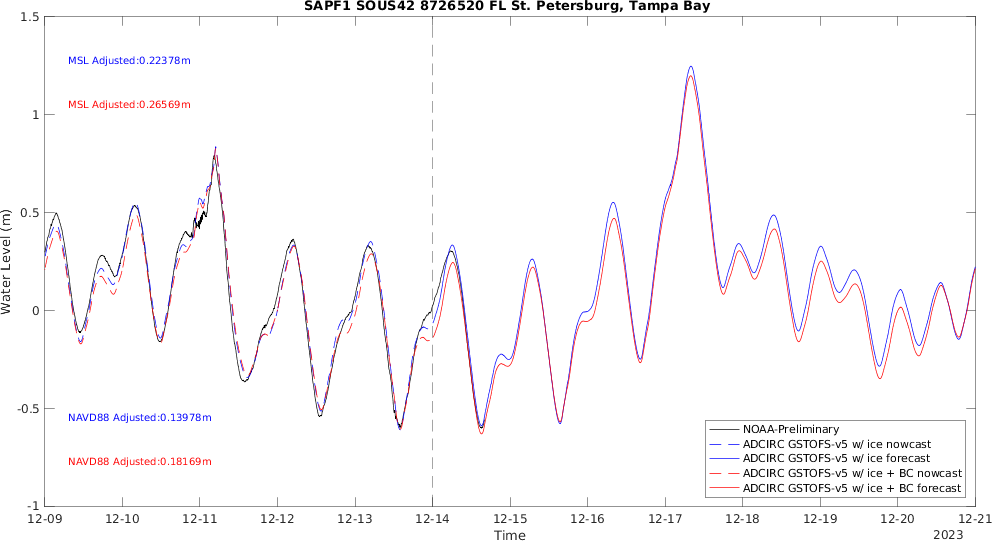 SAPF1 SOUS42 8726520 FL St. Petersburg, Tampa Bay
1.5
MSL Adjusted:0.22378m
MSL Adjusted:0.26569m
1
0.5
Water Level (m)
0
-0.5
NAVD88 Adjusted:0.13978m
NAVD88 Adjusted:0.18169m
NOAA-Preliminary
ADCIRC GSTOFS-v5 w/ ice nowcast
ADCIRC GSTOFS-v5 w/ ice forecast
ADCIRC GSTOFS-v5 w/ ice + BC nowcast
ADCIRC GSTOFS-v5 w/ ice + BC forecast
-1
12-09 12-10 12-11 12-12 12-13 12-14 12-15 12-16 12-17 12-18 12-19 12-20 12-21
Time
2023